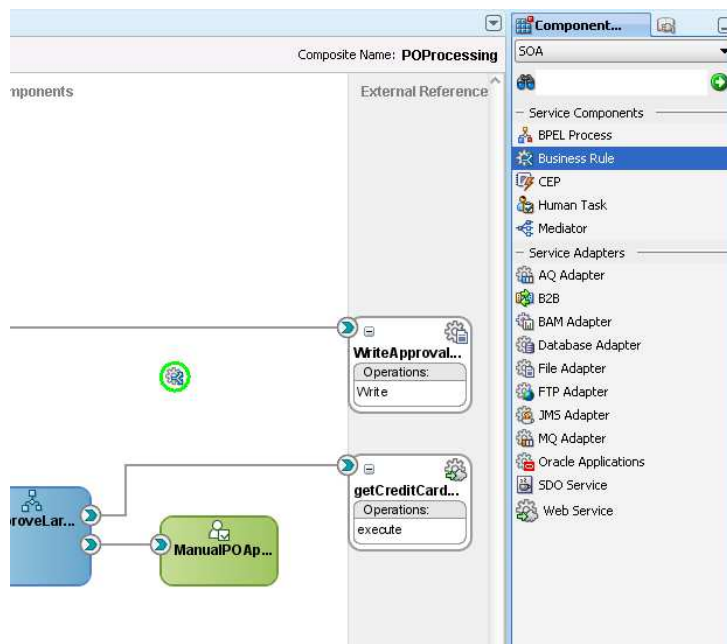 Component...
Composite Name: POProcessing
SOA
mponents
External Reference
Service Components
BPEL Process
Business Rule
CEP
Human Task
Mediator
Service Adapters
AQ Adapter
B2B
BAM Adapter
Database Adapter
File Adapter
FTP Adapter
JMS Adapter
MQ Adapter
Oracle Applications
SDO Service
Web Service
WriteApproval...
Operations:
Write
getCreditCard...
Operations:
execute
proveLar...
ManualPOAp...